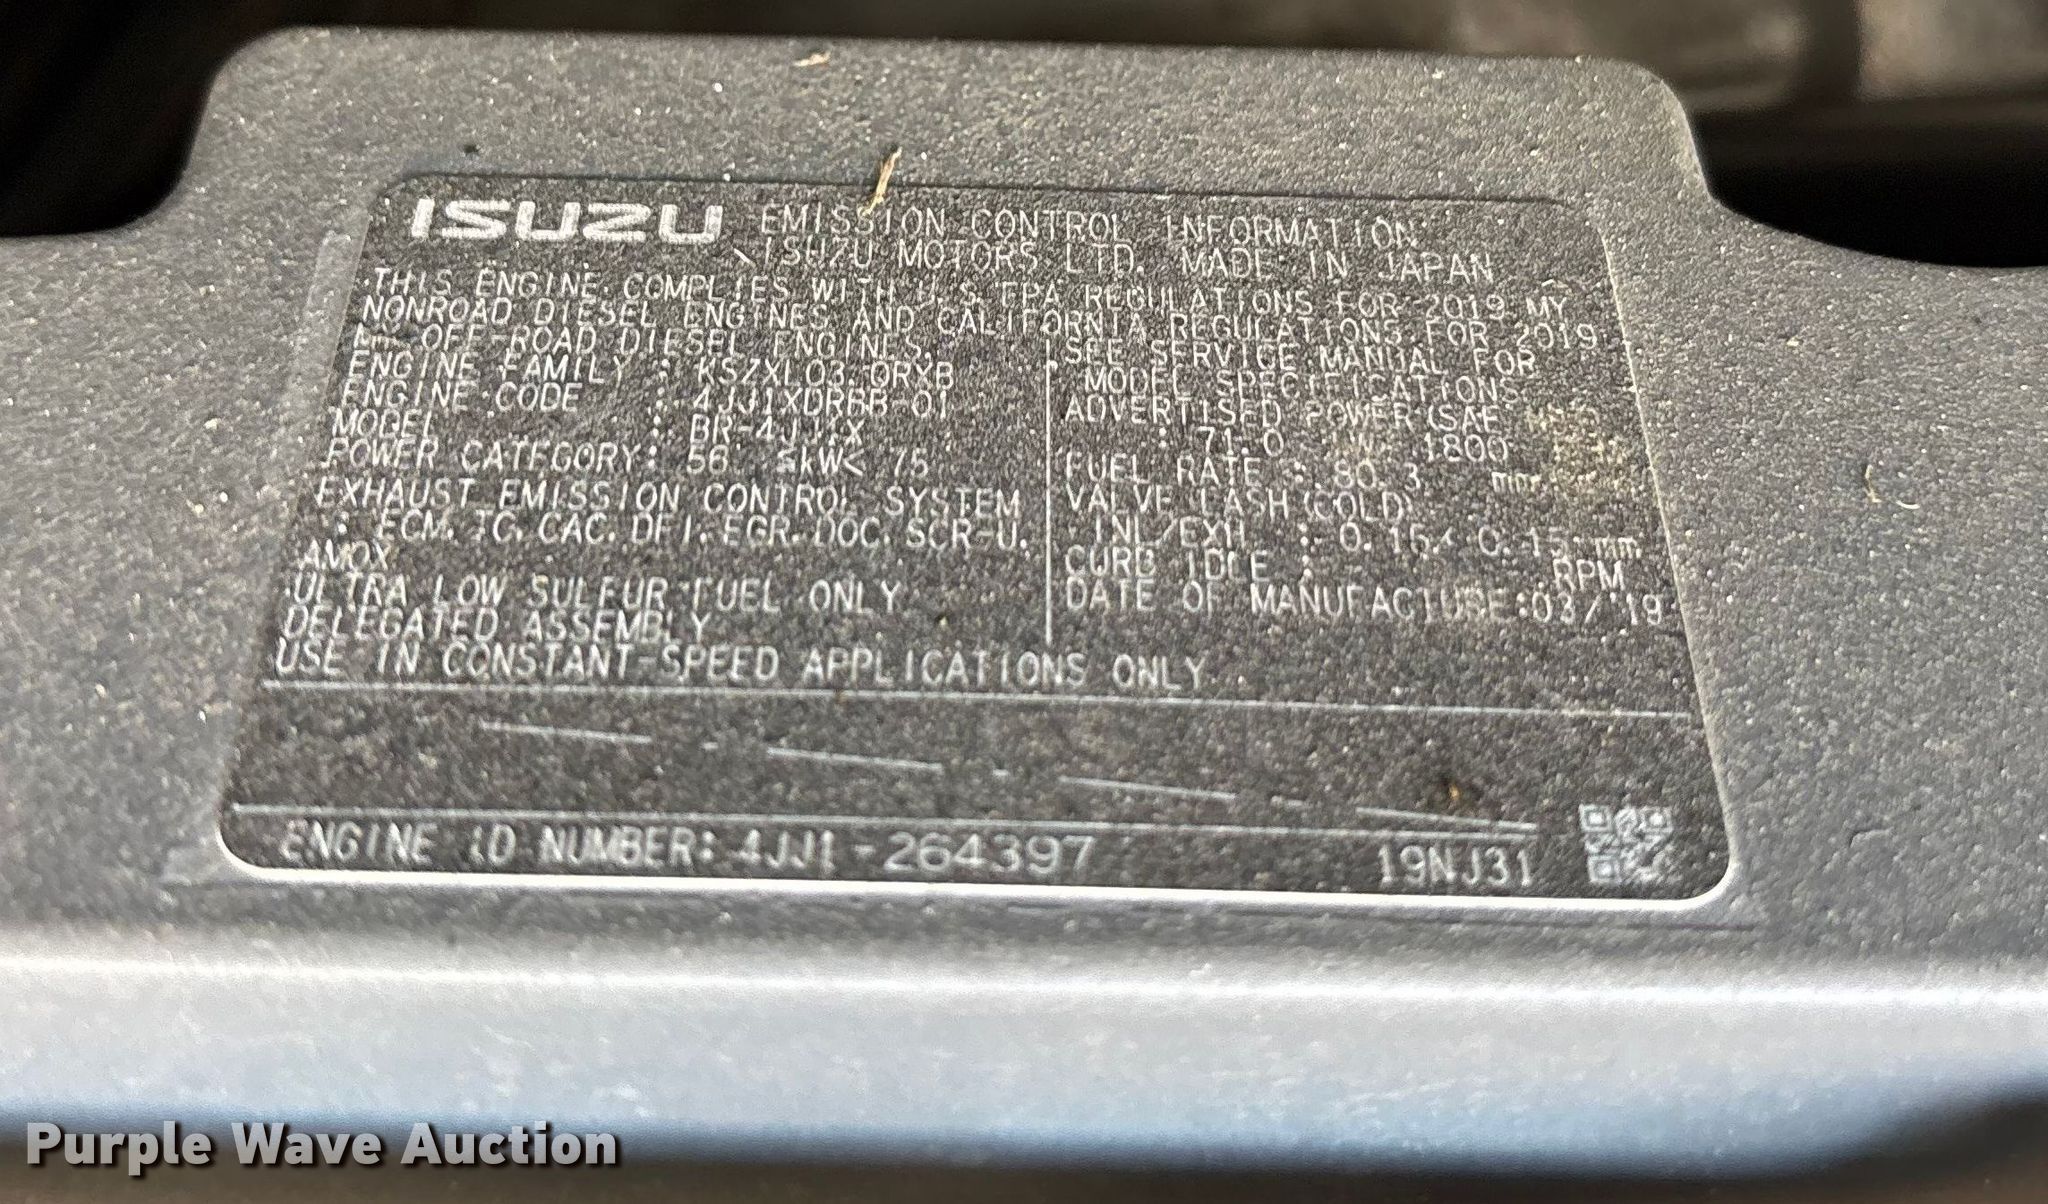 ISUZU EMISSION CONTROL INFORMATION
ISUZU MOTORS LTD. MADE IN JAPAN
THIS ENGINE COMPLIES WITH U.S EPA REGULATIONS FOR 2019 MY
NONROAD DIESEL ENGINES AND CALIFORNIA REGULATIONS FOR 2019
MY OFF-ROAD DIESEL ENGINES.
ENGINE FAMILY : KSZXL03.0RXB
ENGINE CODE : 4JJ1XDRBB-01
MODEL : BR-4JJ1X
POWER CATEGORY: 56 ≤kW< 75
EXHAUST EMISSION CONTROL SYSTEM
: ECM, TC, CAC, DFI, EGR, DOC, SCR-U,
AMOX
ULTRA LOW SULFUR FUEL ONLY
DELEGATED ASSEMBLY
SEE SERVICE MANUAL FOR
MODEL SPECIFICATIONS
ADVERTISED POWER(SAE
: 71.0 kW 1800
FUEL RATE : 80.3
VALVE LASH(COLD)
INL/EXH : 0.15/ 0.15 mm
CURB IDLE : RPM
DATE OF MANUFACTURE:03/'19
USE IN CONSTANT-SPEED APPLICATIONS ONLY
ENGINE ID NUMBER: 4JJ1-264397 19NJ31
Purple Wave Auction